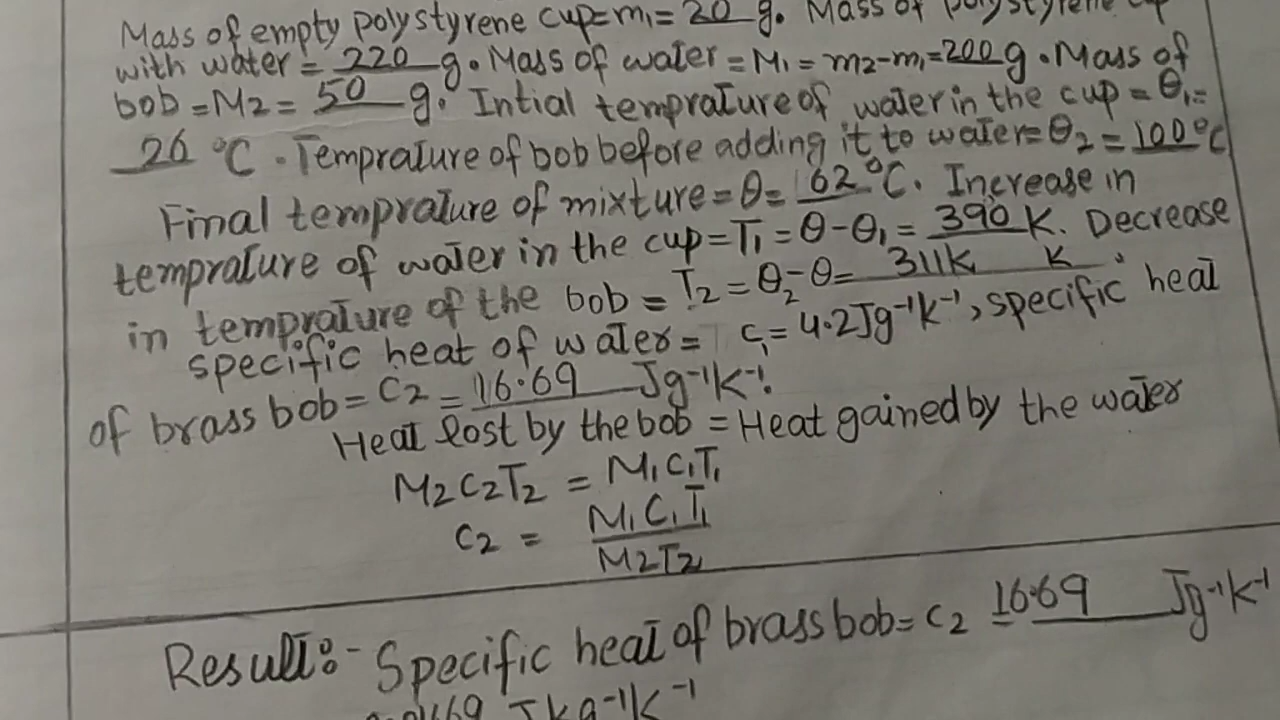 Mass of empty polystyrene cup=m₁= 20 g. Mass of polystyrene cup
with water = 220 g. Mass of water = M₁ = m₂-m₁=200g. Mass of
bob = M₂ = 50 g. Intial temprature of water in the cup = θ₁=
26 °C. Temprature of bob before adding it to water=θ₂ = 100°C
Final temprature of mixture = θ= 62°C. Increase in
temprature of water in the cup=T₁ = θ-θ₁ = 390 K. Decrease
in temprature of the bob = T₂ = θ₂-θ= 311K K.
specific heat of water= c₁= 4.2Jg⁻¹k⁻¹, specific heat
of brass bob= C₂ = 16.69 Jg⁻¹k⁻¹.
Heat lost by the bob = Heat gained by the water
M₂C₂T₂ = M₁C₁T₁
C₂ = M₁C₁T₁
M₂T₂
Result:- Specific heat of brass bob= C₂ 16.69 Jg⁻¹k⁻¹
Jkg⁻¹k⁻¹